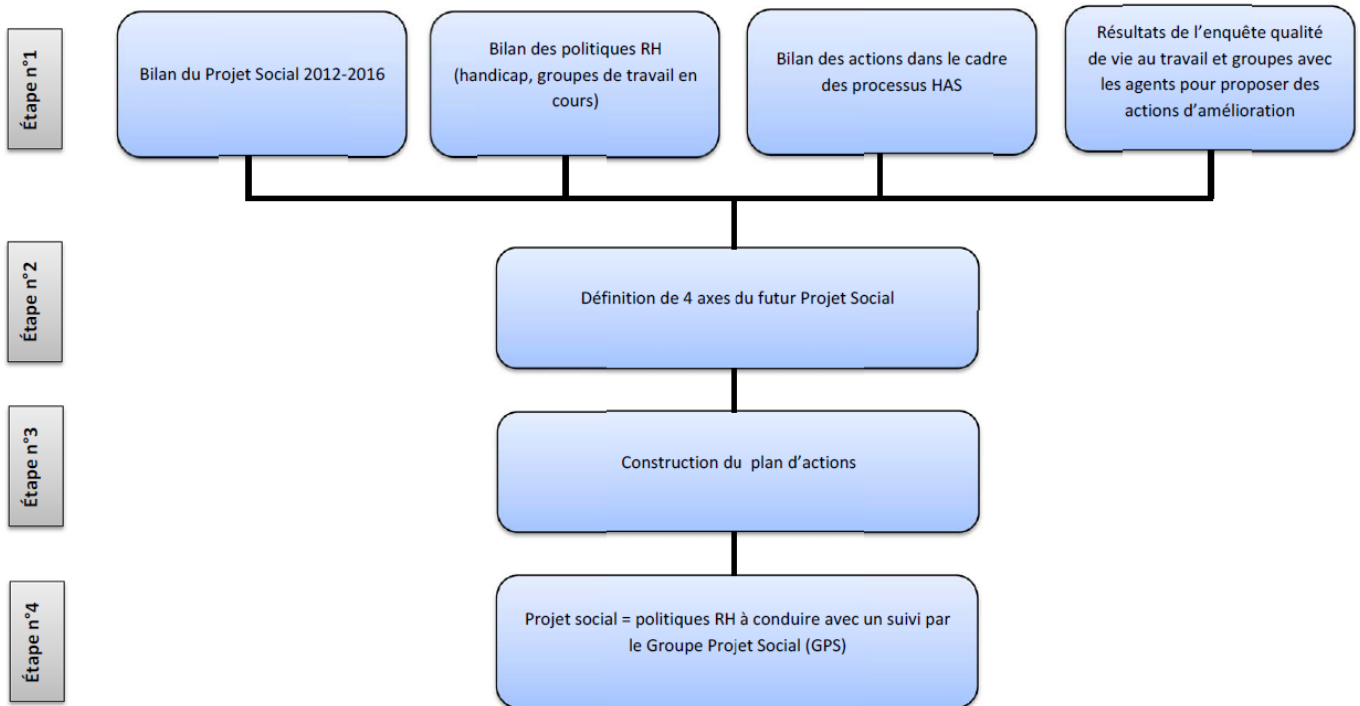 Étape n°1
Bilan du Projet Social 2012-2016
Bilan des politiques RH
(handicap, groupes de travail en
cours)
Bilan des actions dans le cadre
des processus HAS
Résultats de l'enquête qualité
de vie au travail et groupes avec
les agents pour proposer des
actions d'amélioration
Étape n°2
Définition de 4 axes du futur Projet Social
Étape n°3
Construction du plan d'actions
Étape n°4
Projet social = politiques RH à conduire avec un suivi par
le Groupe Projet Social (GPS)